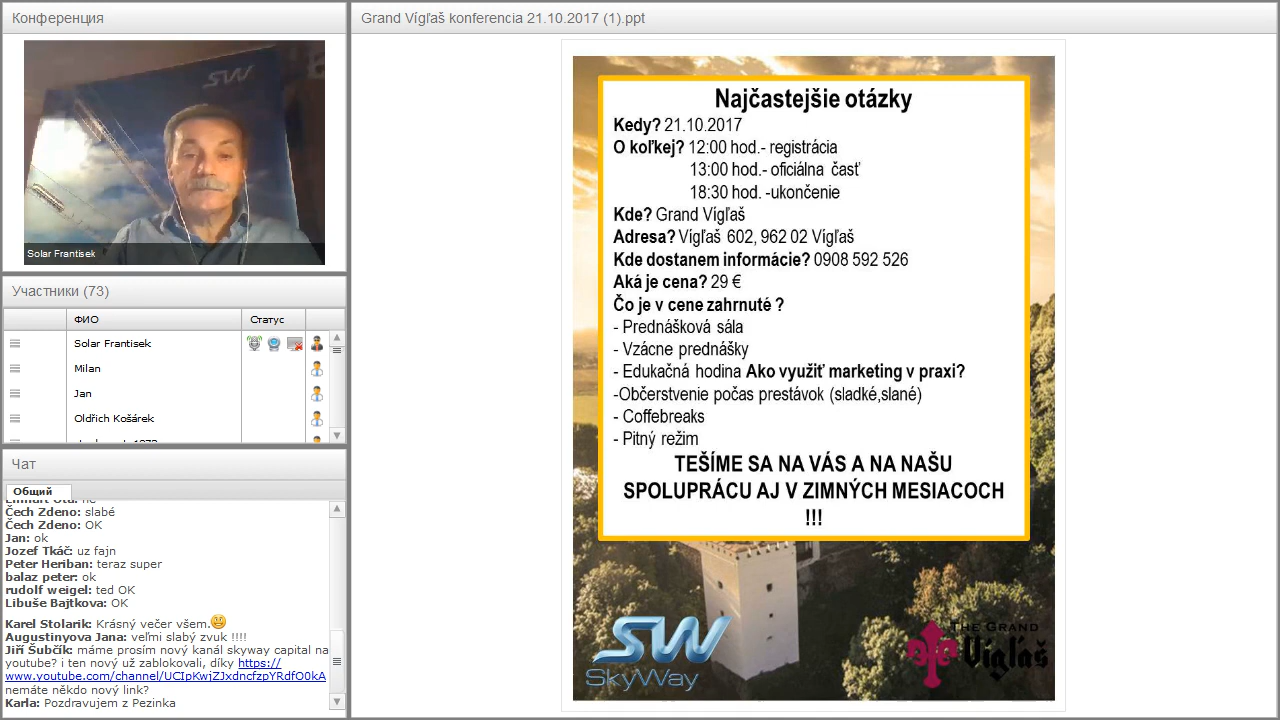 Конференция
SW
Solar Frantisek
Участники (73)
ФИО
Статус
Solar Frantisek
Milan
Jan
Oldřich Košárek
Чат
Общий
Čech Zdeno: slabé
Čech Zdeno: OK
Jan: ok
Jozef Tkáč: uz fajn
Peter Heriban: teraz super
balaz peter: ok
rudolf weigel: ted OK
Libuše Bajtkova: OK
Karel Stolarik: Krásný večer všem.
Augustinyova Jana: veľmi slabý zvuk !!!!
Jiří Šubčík: máme prosím nový kanál skyway capital na
youtube? i ten nový už zablokovali, díky https://
www.youtube.com/channel/UCIpKwjZJxdncfzpYRdfO0kA
nemáte někdo nový link?
Karla: Pozdravujem z Pezinka
Grand Vígľaš konferencia 21.10.2017 (1).ppt
Najčastejšie otázky
Kedy? 21.10.2017
O koľkej? 12:00 hod.- registrácia
13:00 hod.- oficiálna časť
18:30 hod. -ukončenie
Kde? Grand Vígľaš
Adresa? Vígľaš 602, 962 02 Vígľaš
Kde dostanem informácie? 0908 592 526
Aká je cena? 29 €
Čo je v cene zahrnuté ?
- Prednášková sála
- Vzácne prednášky
- Edukačná hodina Ako využiť marketing v praxi?
-Občerstvenie počas prestávok (sladké,slané)
- Coffebreaks
- Pitný režim
TEŠÍME SA NA VÁS A NA NAŠU
SPOLUPRÁCU AJ V ZIMNÝCH MESIACOCH
!!!
SW
SkyWay
THE GRAND
Vígľaš